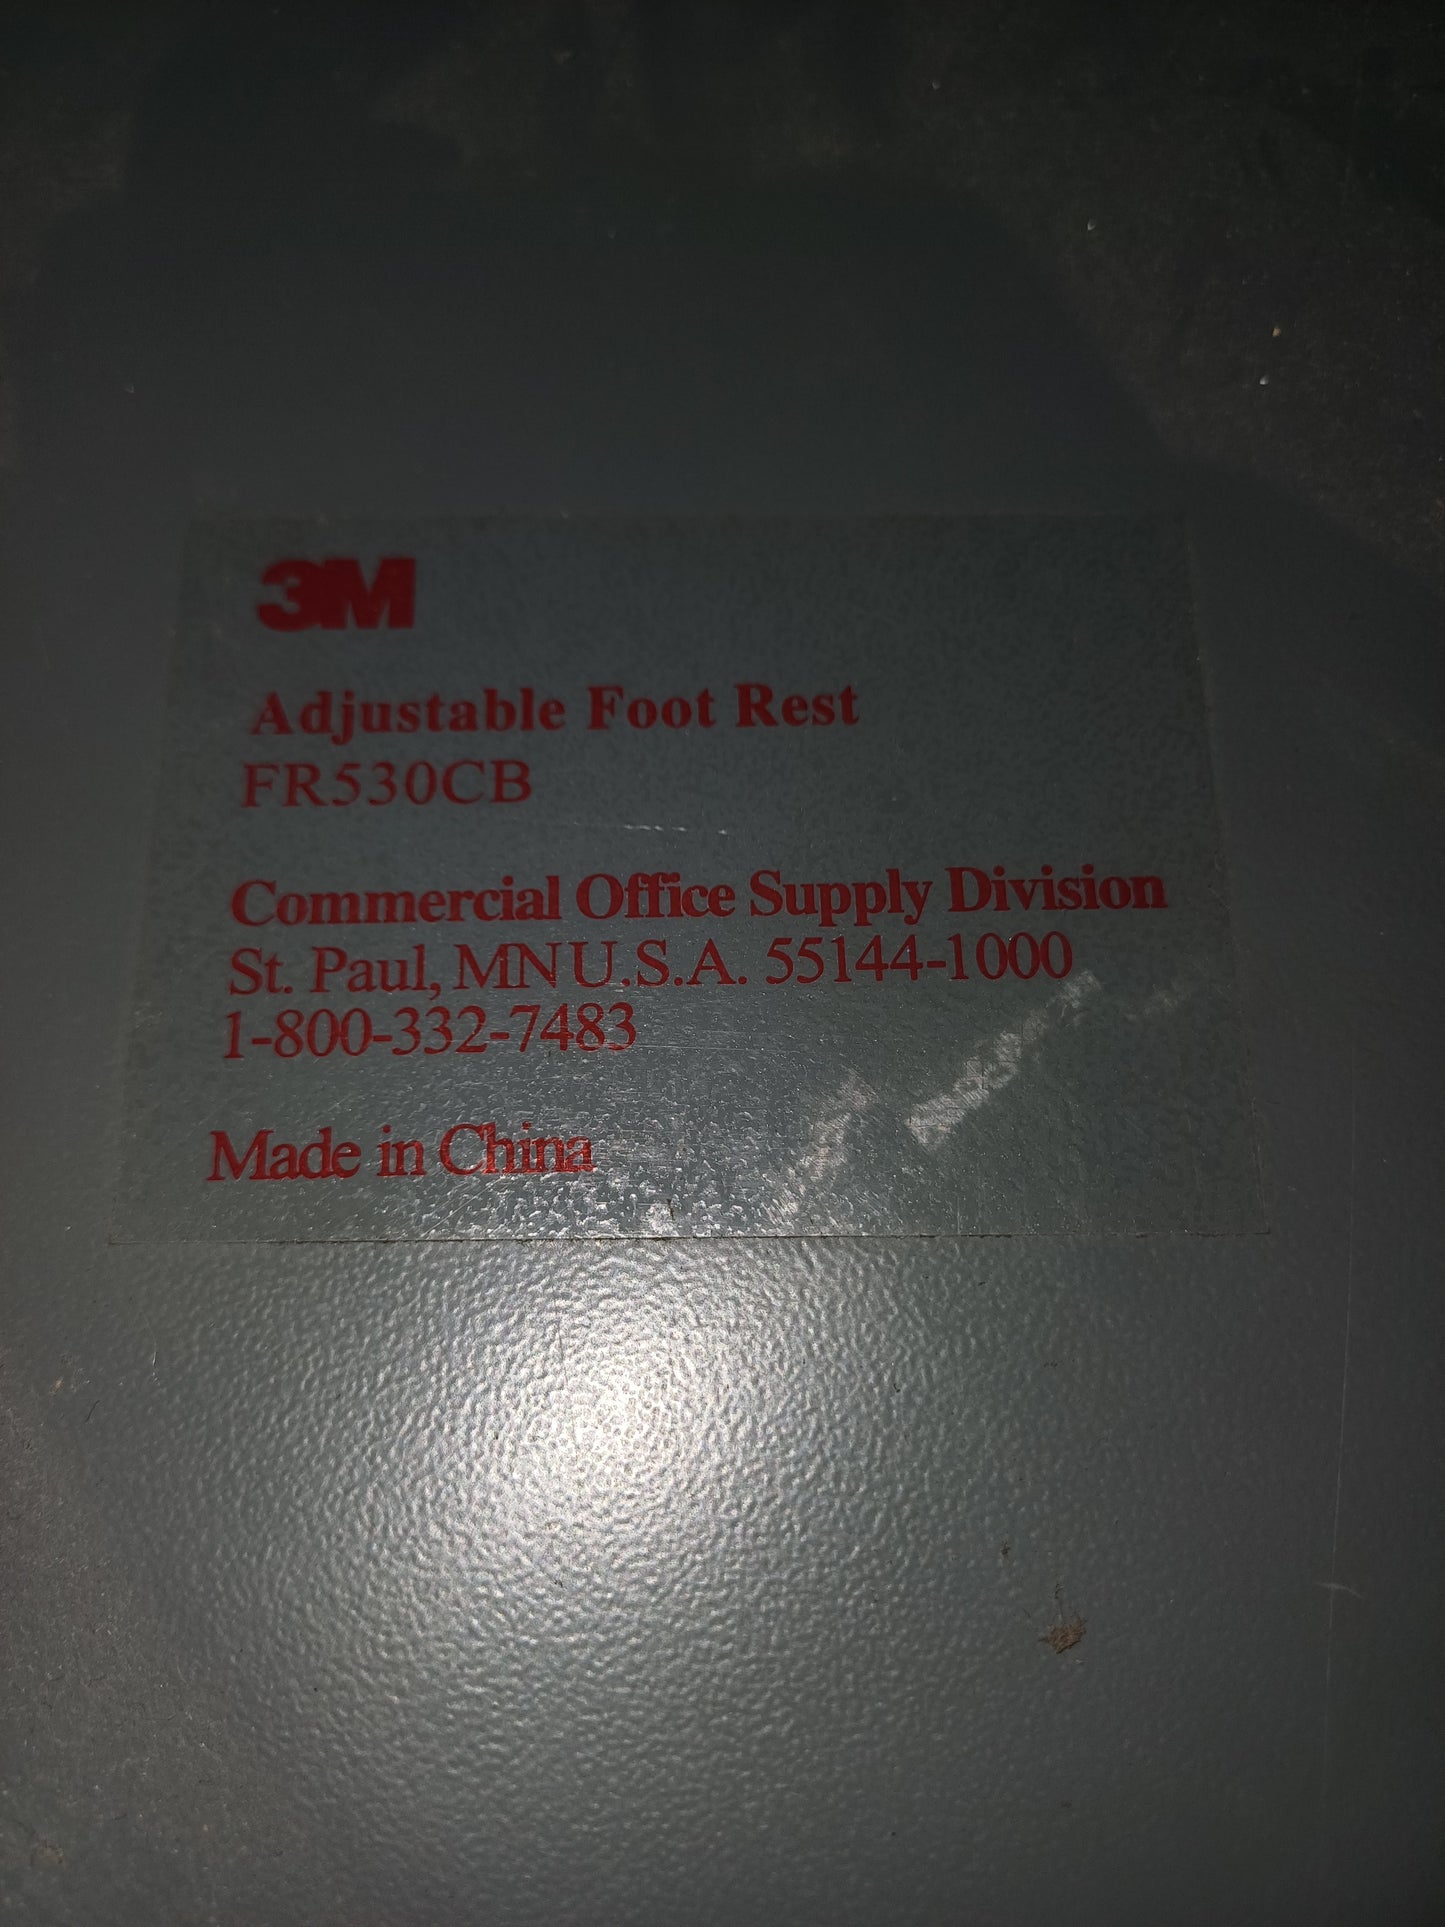 3M
Adjustable Foot Rest
FR530CB
Commercial Office Supply Division
St. Paul, MN U.S.A. 55144-1000
1-800-332-7483
Made in China